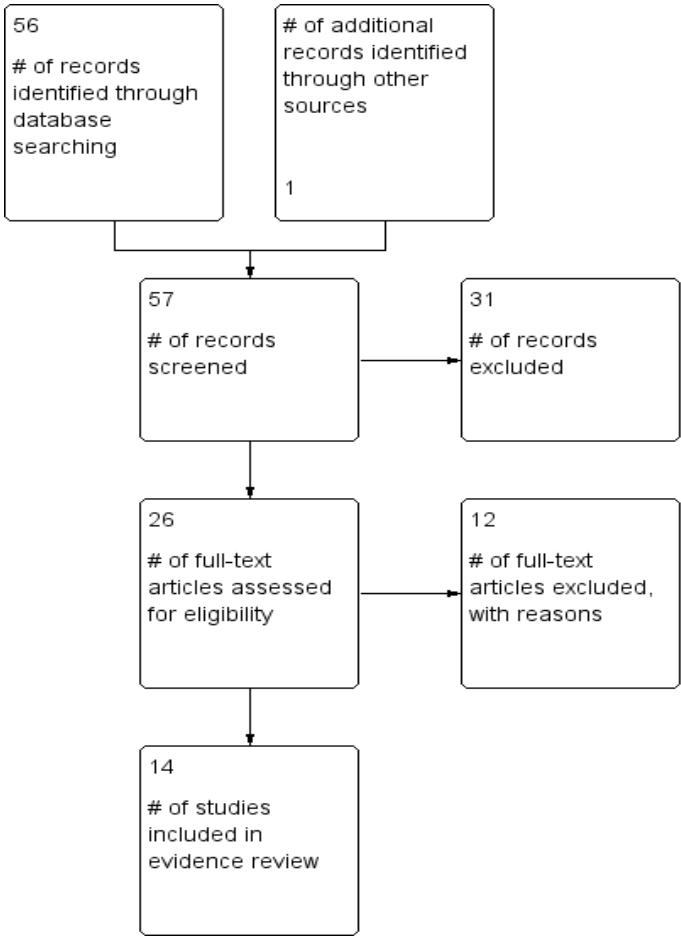 56
# of records
identified through
database
searching
# of additional
records identified
through other
sources
1
57
# of records
screened
31
# of records
excluded
26
# of full-text
articles assessed
for eligibility
12
# of full-text
articles excluded,
with reasons
14
# of studies
included in
evidence review